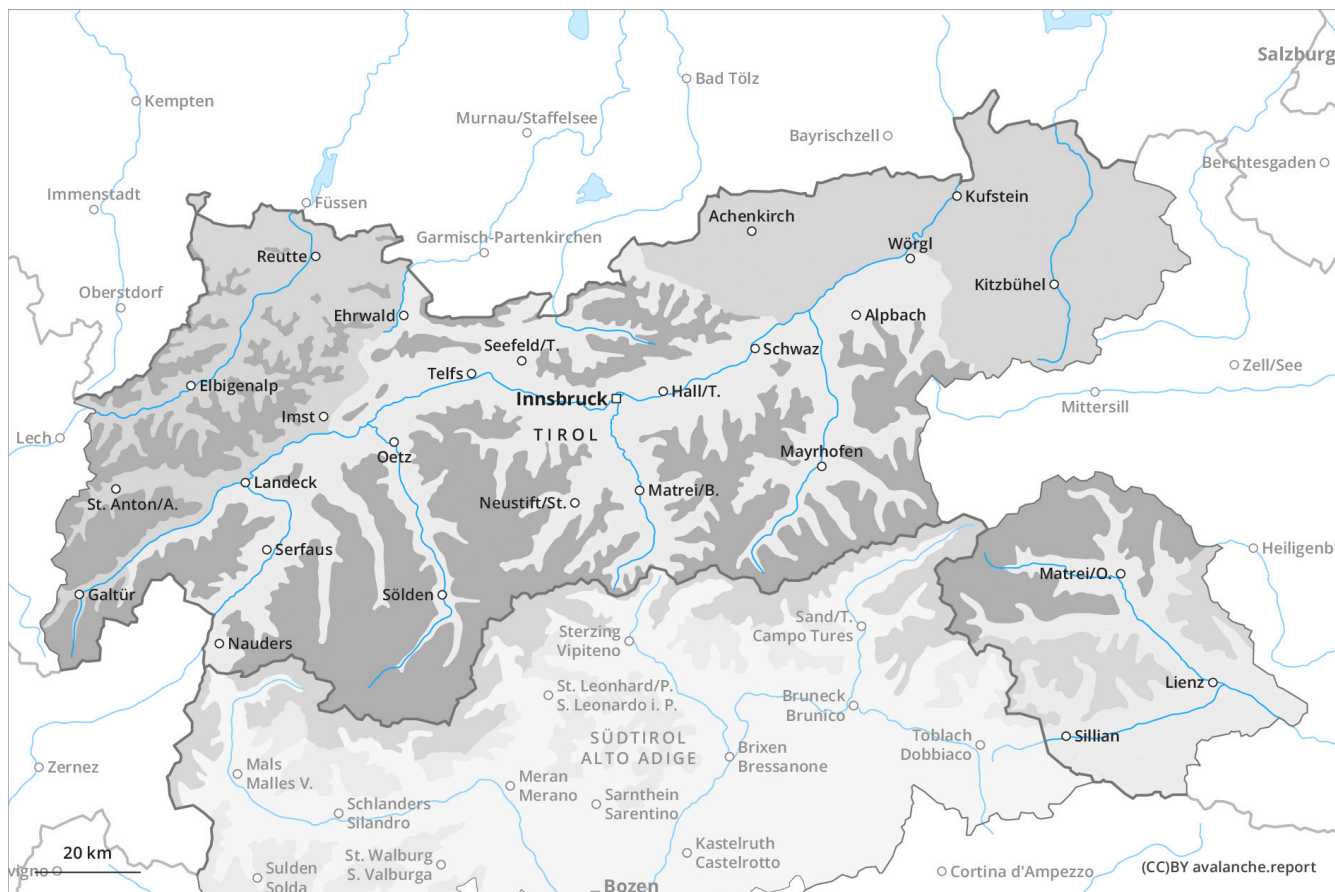 Salzburg
Bad Tölz
Kempten
Murnau/Staffelsee
Bayrischzell
Berchtesgaden
Immenstadt
Füssen
Kufstein
Achenkirch
Garmisch-Partenkirchen
Wörgl
Reutte
Kitzbühel
Oberstdorf
Ehrwald
Alpbach
Seefeld/T.
Schwaz
Zell/See
Telfs
Elbigenalp
Innsbruck
Hall/T.
Mittersill
Imst
Lech
TIROL
Oetz
Mayrhofen
Landeck
Matrei/B.
St. Anton/A.
Neustift/St.
Serfaus
Heiligenb
Matrei/O.
Galtür
Sölden
Sand/T.
Campo Tures
Sterzing
Vipiteno
Nauders
Lienz
St. Leonhard/P.
S. Leonardo i. P.
Bruneck
Brunico
SÜDTIROL
ALTO ADIGE
Toblach
Dobbiaco
Sillian
Brixen
Bressanone
Zernez
Mals
Malles V.
Meran
Merano
Sarnthein
Sarentino
Schlanders
Silandro
Kastelruth
Castelrotto
20 km
St. Walburg
S. Valburga
vigno
Sulden
Solda
Bozen
Cortina d'Ampezzo
(CC)BY avalanche.report